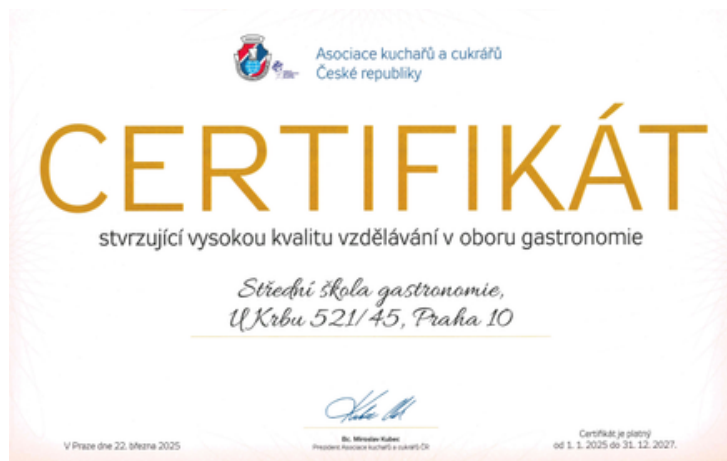 Asociace kuchařů a cukrářů
České republiky
CERTIFIKÁT
stvrzující vysokou kvalitu vzdělávání v oboru gastronomie
Střední škola gastronomie,
U Krbu 521/45, Praha 10
V Praze dne 22. března 2025
Bc. Miroslav Kubec
Prezident Asociace kuchařů a cukrářů ČR
Certifikát je platný
od 1. 1. 2025 do 31. 12. 2027.